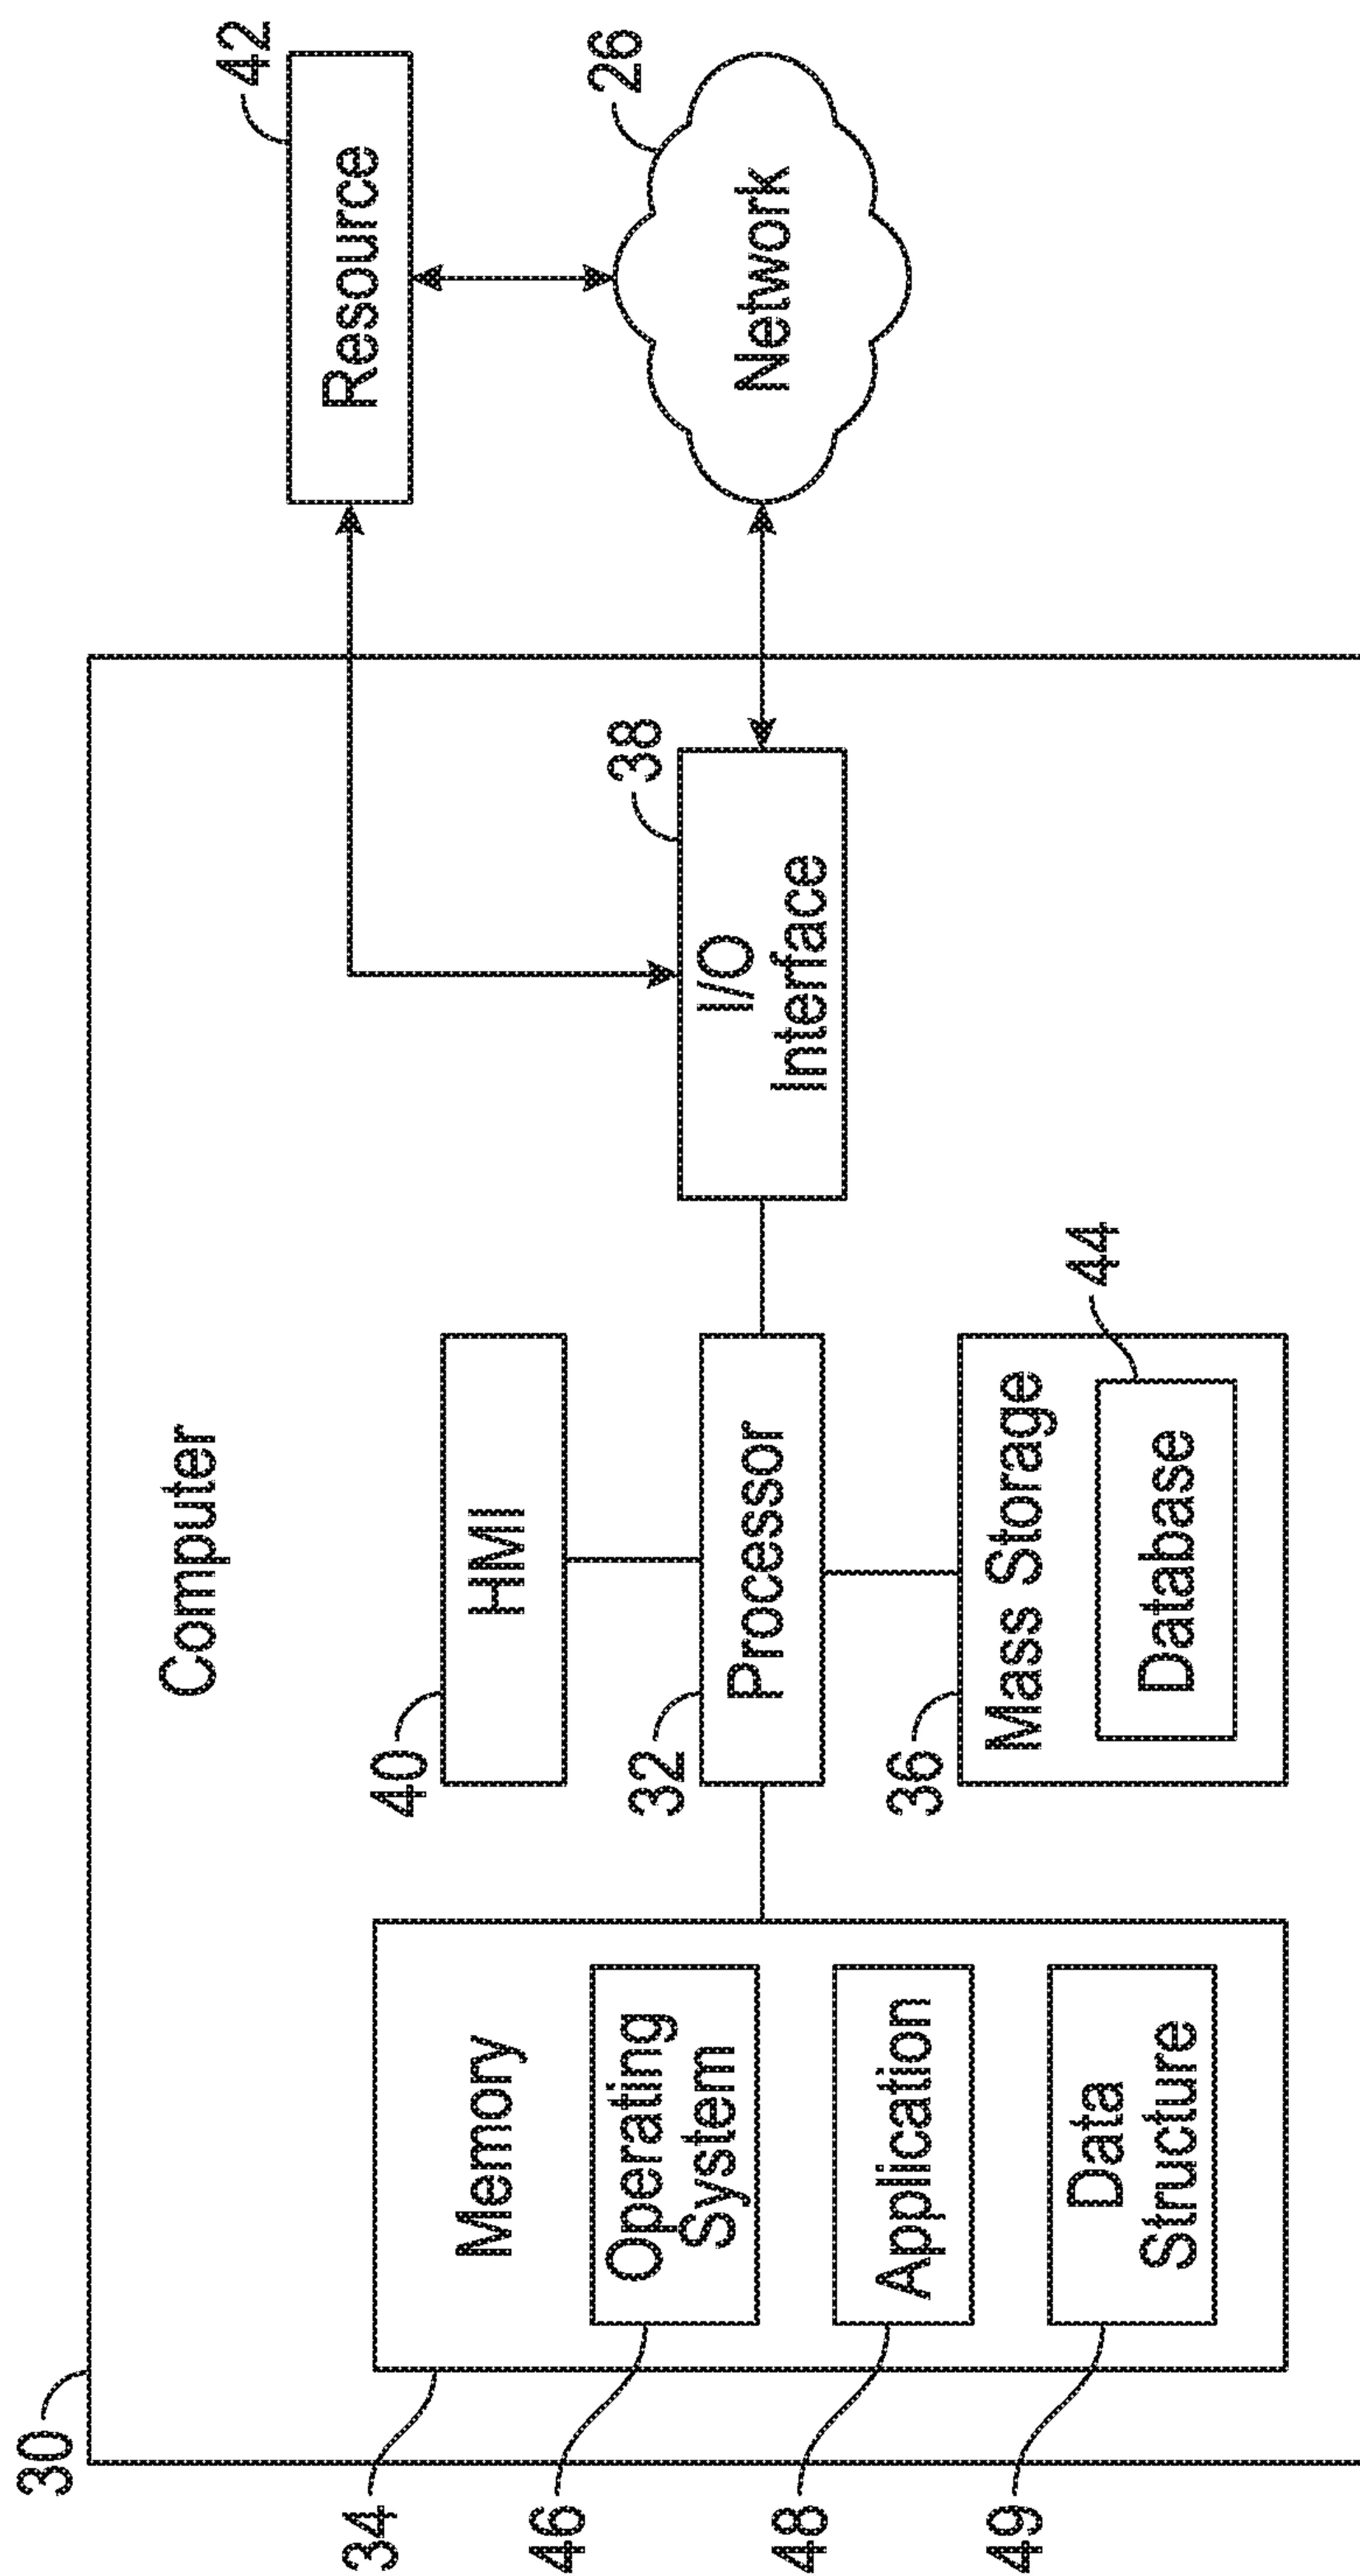 30
Computer
34
Memory
46
Operating
System
48
Application
49
Data
Structure
40
HMI
32
Processor
36
Mass Storage
Database
44
38
I/O
Interface
42
Resource
26
Network